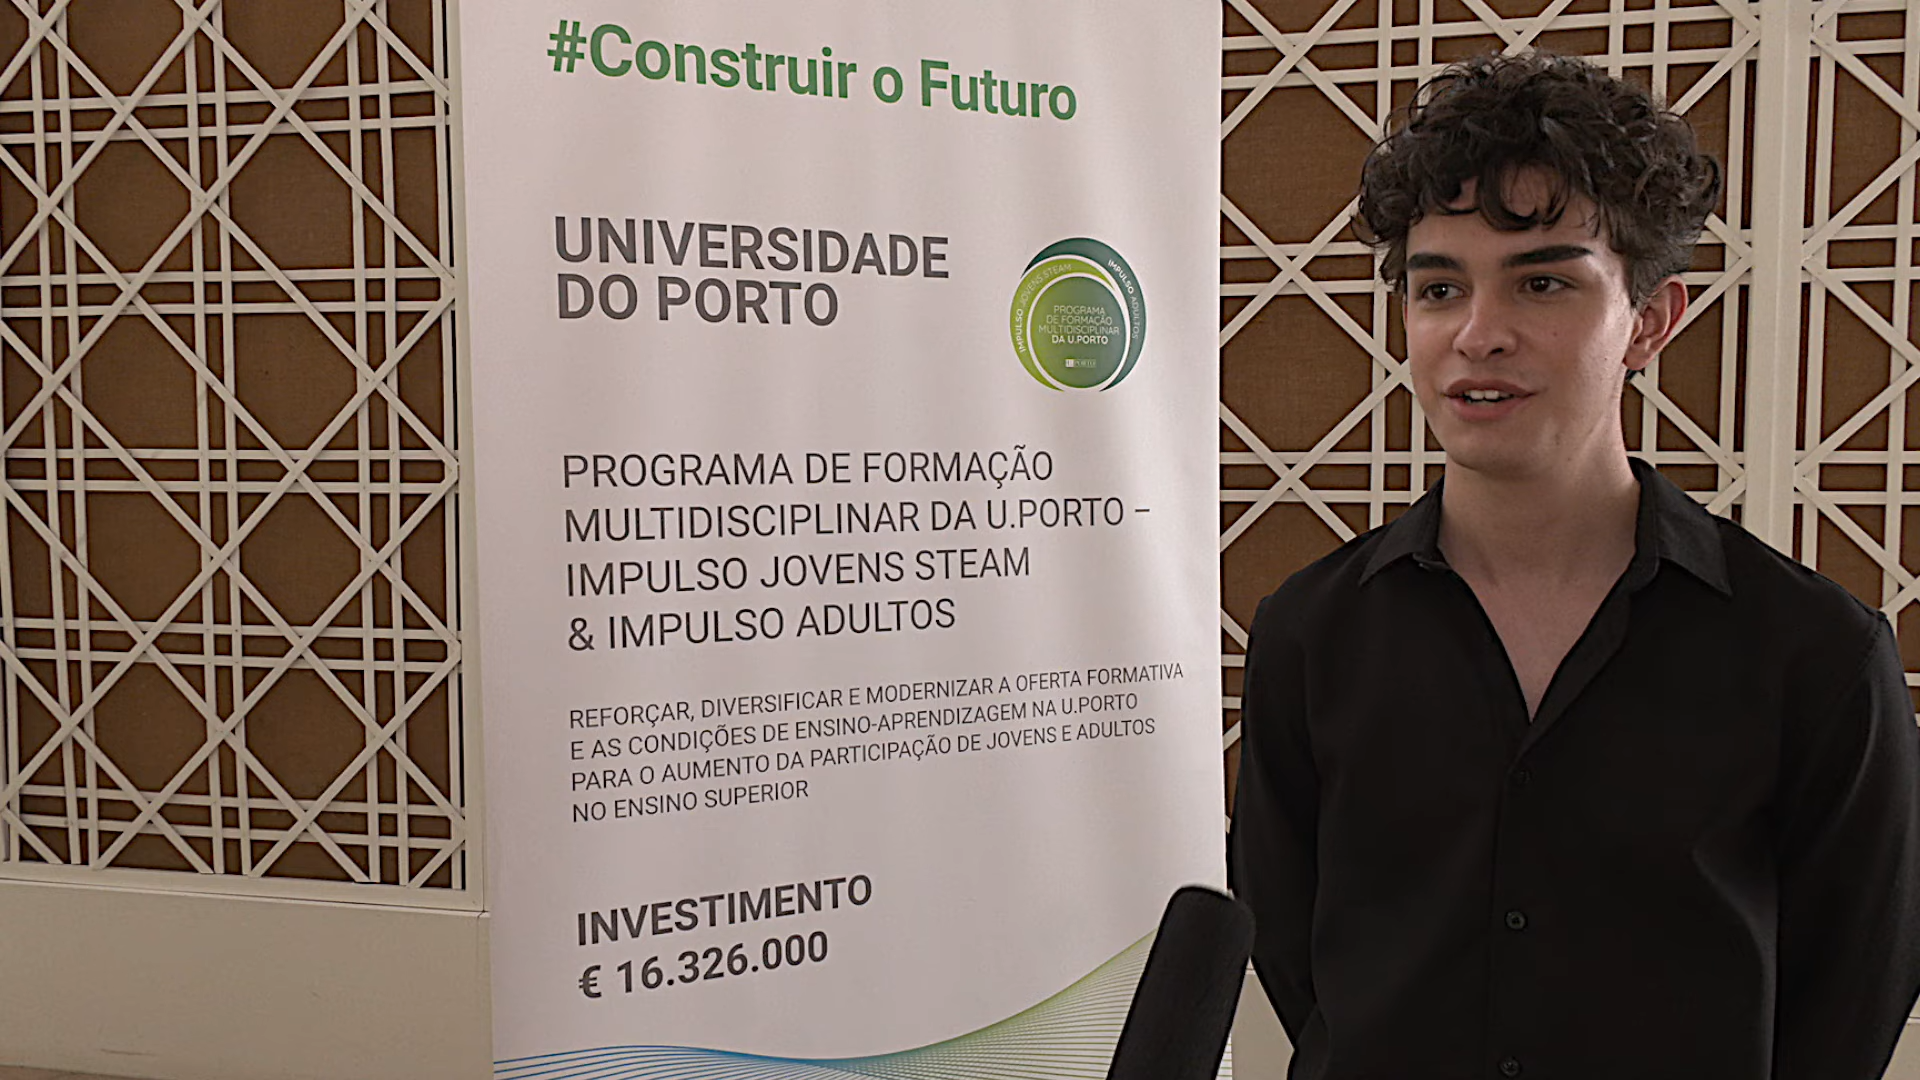 #Construir o Futuro
UNIVERSIDADE
DO PORTO
IMPULSO JOVENS STEAM
IMPULSO ADULTOS
PROGRAMA
DE FORMAÇÃO
MULTIDISCIPLINAR
DA U.PORTO
U.PORTO
PROGRAMA DE FORMAÇÃO
MULTIDISCIPLINAR DA U.PORTO –
IMPULSO JOVENS STEAM
& IMPULSO ADULTOS
REFORÇAR, DIVERSIFICAR E MODERNIZAR A OFERTA FORMATIVA
E AS CONDIÇÕES DE ENSINO-APRENDIZAGEM NA U.PORTO
PARA O AUMENTO DA PARTICIPAÇÃO DE JOVENS E ADULTOS
NO ENSINO SUPERIOR
INVESTIMENTO
€ 16.326.000